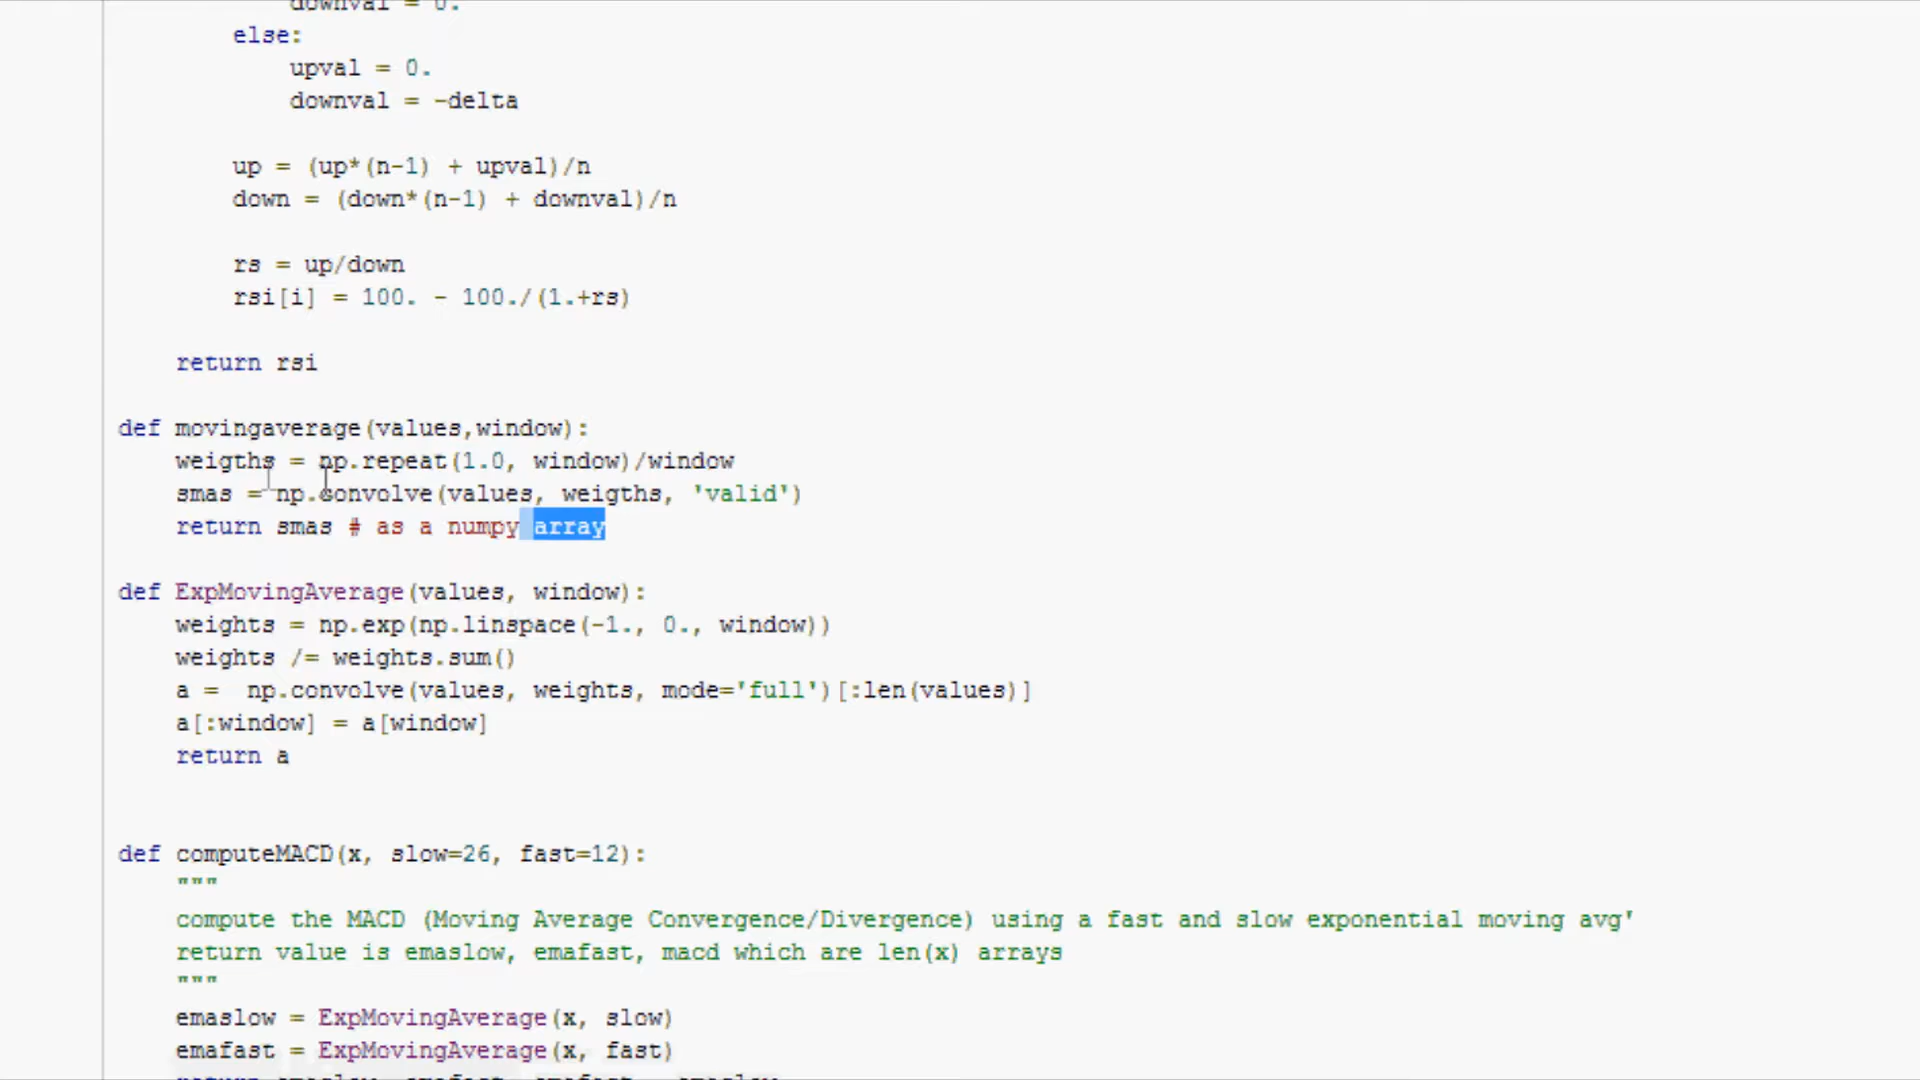 downval = 0.
else:
upval = 0.
downval = -delta
up = (up*(n-1) + upval)/n
down = (down*(n-1) + downval)/n
rs = up/down
rsi[i] = 100. - 100./(1.+rs)
return rsi
def movingaverage(values,window):
weigths = np.repeat(1.0, window)/window
smas = np.convolve(values, weigths, 'valid')
return smas # as a numpy array
def ExpMovingAverage(values, window):
weights = np.exp(np.linspace(-1., 0., window))
weights /= weights.sum()
a =  np.convolve(values, weights, mode='full')[:len(values)]
a[:window] = a[window]
return a
def computeMACD(x, slow=26, fast=12):
"""
compute the MACD (Moving Average Convergence/Divergence) using a fast and slow exponential moving avg'
return value is emaslow, emafast, macd which are len(x) arrays
"""
emaslow = ExpMovingAverage(x, slow)
emafast = ExpMovingAverage(x, fast)